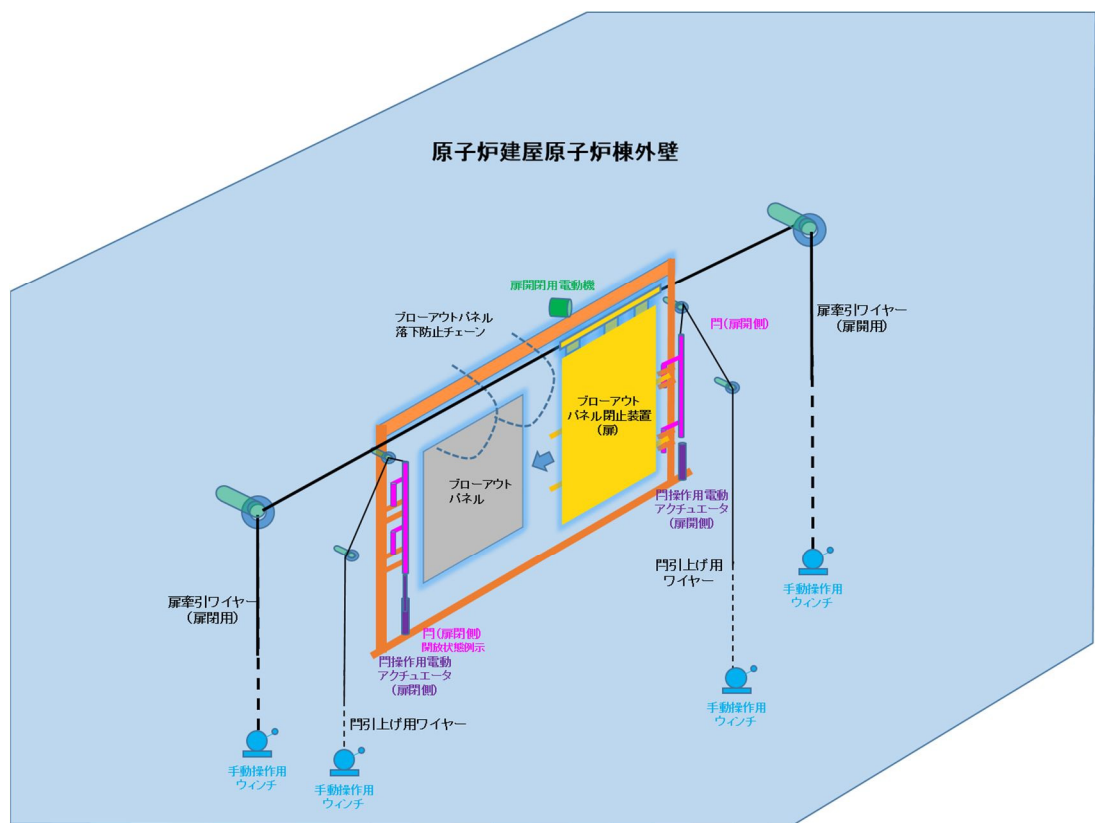 原子炉建屋原子炉棟外壁
扉開閉用電動機
ブローアウトパネル
落下防止チェーン
扉牽引ワイヤー
(扉開用)
閂(扉開側)
ブローアウト
パネル閉止装置
(扉)
ブローアウト
パネル
閂操作用電動
アクチュエータ
(扉開側)
閂引上げ用
ワイヤー
手動操作用
ウィンチ
扉牽引ワイヤー
(扉閉用)
閂(扉閉側)
開放状態例示
閂操作用電動
アクチュエータ
(扉閉側)
閂引上げ用ワイヤー
手動操作用
ウィンチ
手動操作用
ウィンチ
手動操作用
ウィンチ